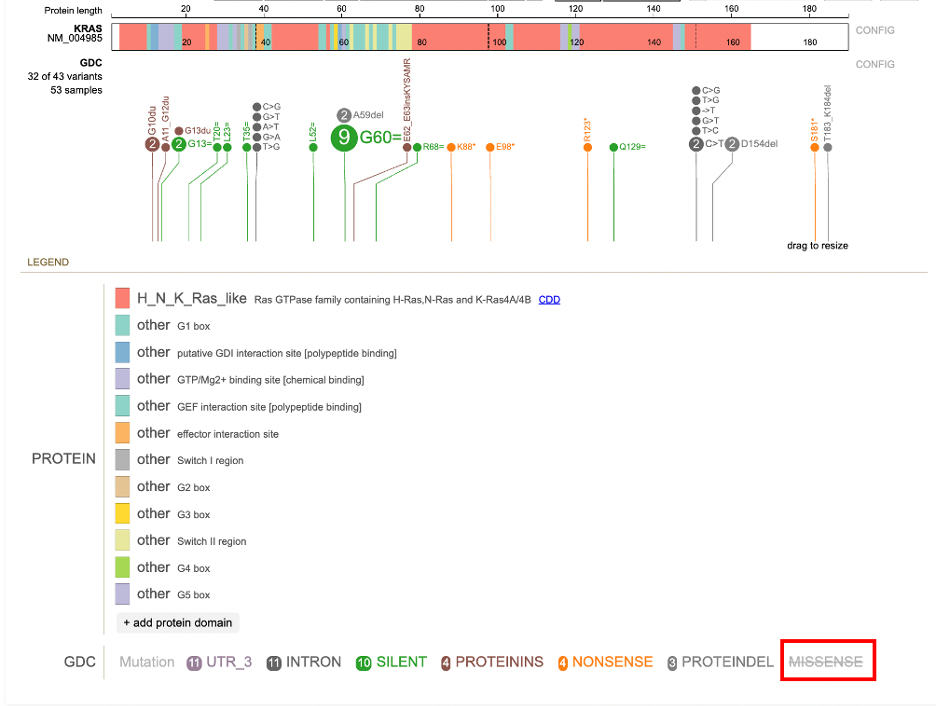 Protein length 20 40 60 80 100 120 140 160 180
KRAS
NM_004985
20 40 60 80 100 120 140 160 180
CONFIG
GDC
32 of 43 variants
53 samples
CONFIG
2 G10du
A11_G12du
G13du
2 G13=
T20=
L23=
T35=
C>G
G>T
A>T
G>A
T>G
L52=
2 A59del
9 G60=
E62_E63insKYSAMR
R68=
K88*
E98*
R123*
Q129=
C>G
T>G
->T
G>T
T>C
2 C>T
2 D154del
S181*
T183_K184del
drag to resize
LEGEND
PROTEIN
H_N_K_Ras_like Ras GTPase family containing H-Ras,N-Ras and K-Ras4A/4B CDD
other G1 box
other putative GDI interaction site [polypeptide binding]
other GTP/Mg2+ binding site [chemical binding]
other GEF interaction site [polypeptide binding]
other effector interaction site
other Switch I region
other G2 box
other G3 box
other Switch II region
other G4 box
other G5 box
+ add protein domain
GDC Mutation 11 UTR_3 11 INTRON 10 SILENT 4 PROTEININS 4 NONSENSE 3 PROTEINDEL MISSENSE